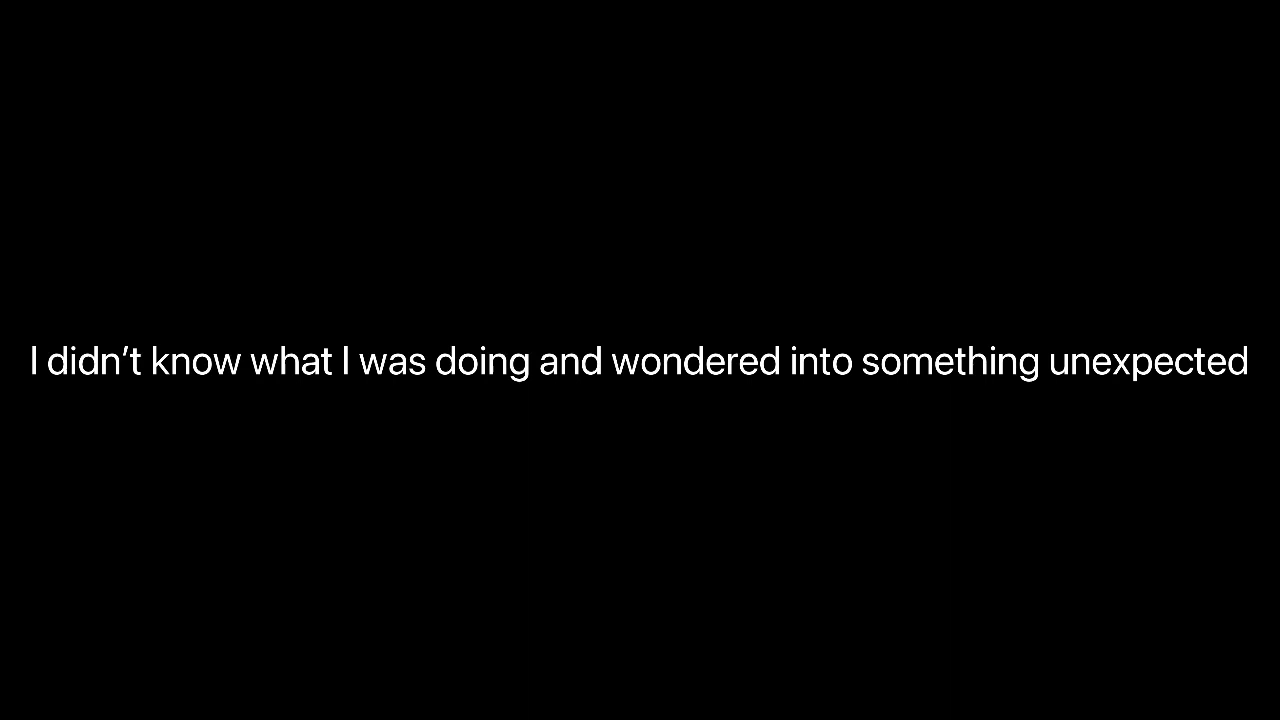 I didn’t know what I was doing and wondered into something unexpected